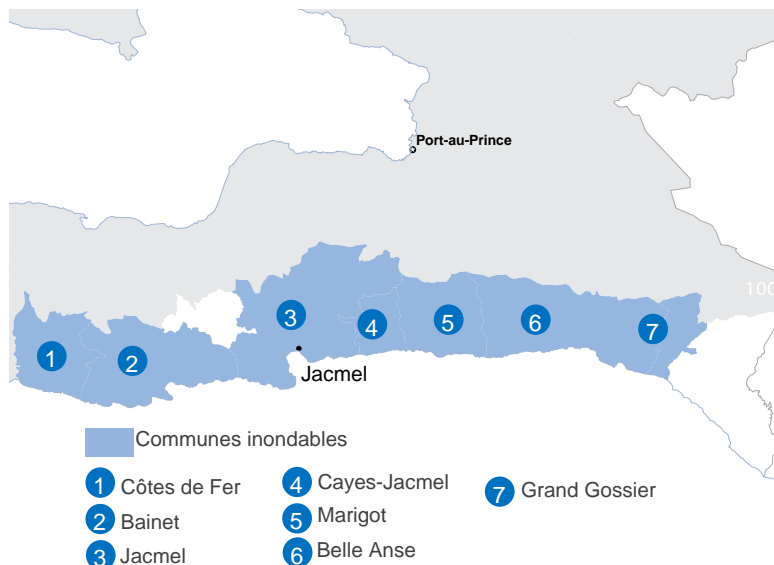 Port-au-Prince
100
3
7
6
5
4
1
2
Jacmel
Communes inondables
1 Côtes de Fer
2 Bainet
3 Jacmel
4 Cayes-Jacmel
5 Marigot
6 Belle Anse
7 Grand Gossier